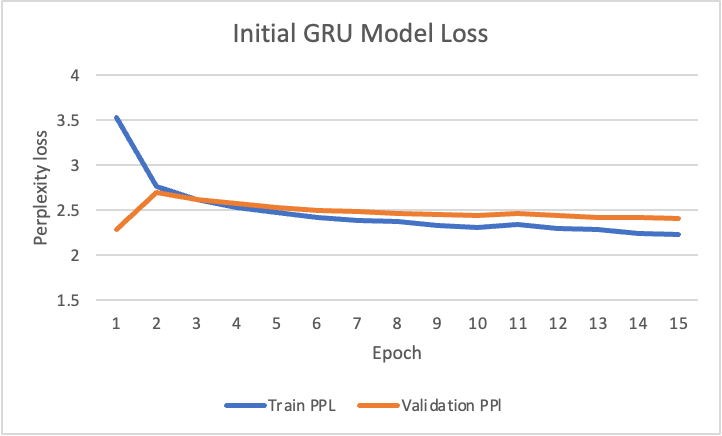 Initial GRU Model Loss
4
3.5
3
2.5
2
1.5
Perplexity loss
1 2 3 4 5 6 7 8 9 10 11 12 13 14 15
Epoch
Train PPL Validation PPl